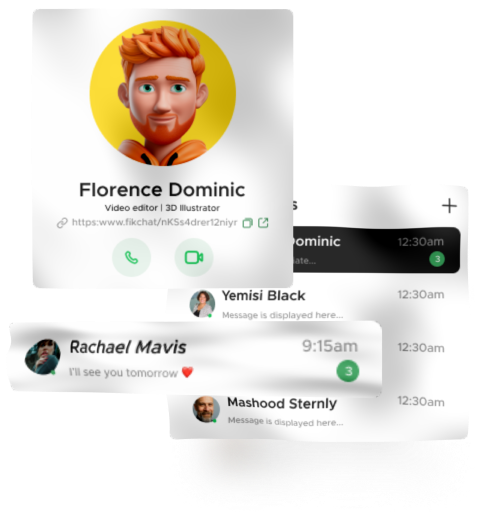 Florence Dominic
Video editor | 3D Illustrator
https:www.fikchat/nKSs4drer12niyr
Dominic
12:30am
3
Yemisi Black
12:30am
Message is displayed here...
Rachael Mavis
9:15am
I'll see you tomorrow ❤️
3
12:30am
Mashood Sternly
12:30am
Message is displayed here...